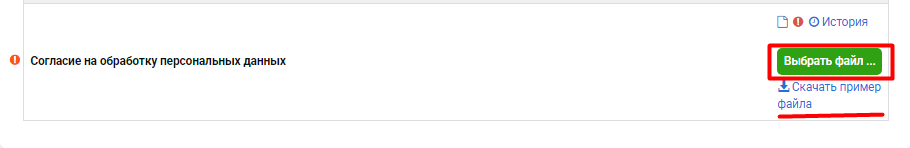 История
Согласие на обработку персональных данных
Выбрать файл ...
Скачать пример
файла